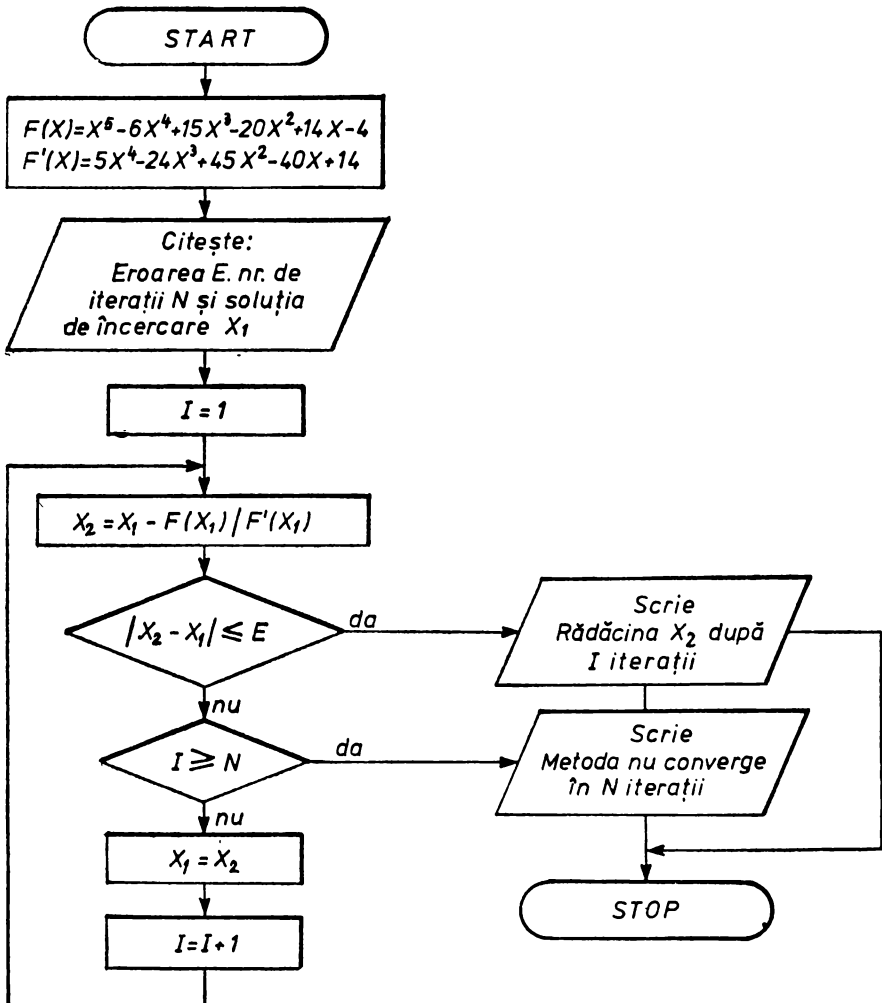 START
F(X)=X⁵-6X⁴+15X³-20X²+14X-4
F'(X)=5X⁴-24X³+45X²-40X+14
Citește:
Eroarea E. nr. de
iterații N și soluția
de încercare X₁
I = 1
X₂ = X₁ - F(X₁) / F'(X₁)
|X₂ - X₁| ≤ E
da
Scrie
Rădăcina X₂ după
I iterații
nu
I ≥ N
da
Scrie
Metoda nu converge
în N iterații
nu
X₁ = X₂
I=I+1
STOP